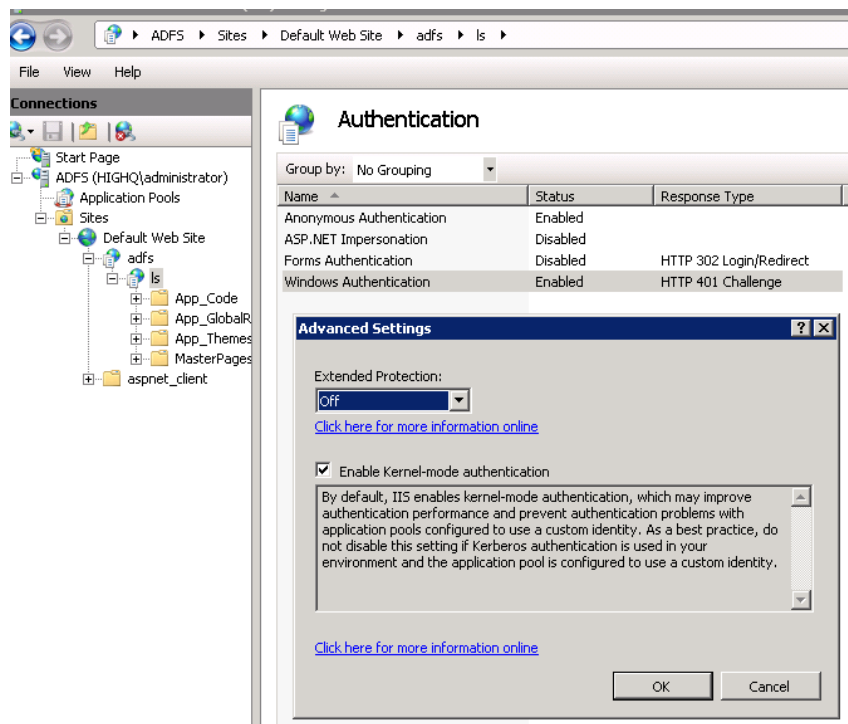 ADFS Sites Default Web Site adfs ls
File View Help
Connections
Start Page
ADFS (HIGHQ\administrator)
Application Pools
Sites
Default Web Site
adfs
ls
App_Code
App_GlobalR
App_Themes
MasterPages
aspnet_client
Authentication
Group by: No Grouping
Name Status Response Type
Anonymous Authentication Enabled
ASP.NET Impersonation Disabled
Forms Authentication Disabled HTTP 302 Login/Redirect
Windows Authentication Enabled HTTP 401 Challenge
Advanced Settings
Extended Protection:
Off
Click here for more information online
Enable Kernel-mode authentication
By default, IIS enables kernel-mode authentication, which may improve
authentication performance and prevent authentication problems with
application pools configured to use a custom identity. As a best practice, do
not disable this setting if Kerberos authentication is used in your
environment and the application pool is configured to use a custom identity.
Click here for more information online
OK Cancel